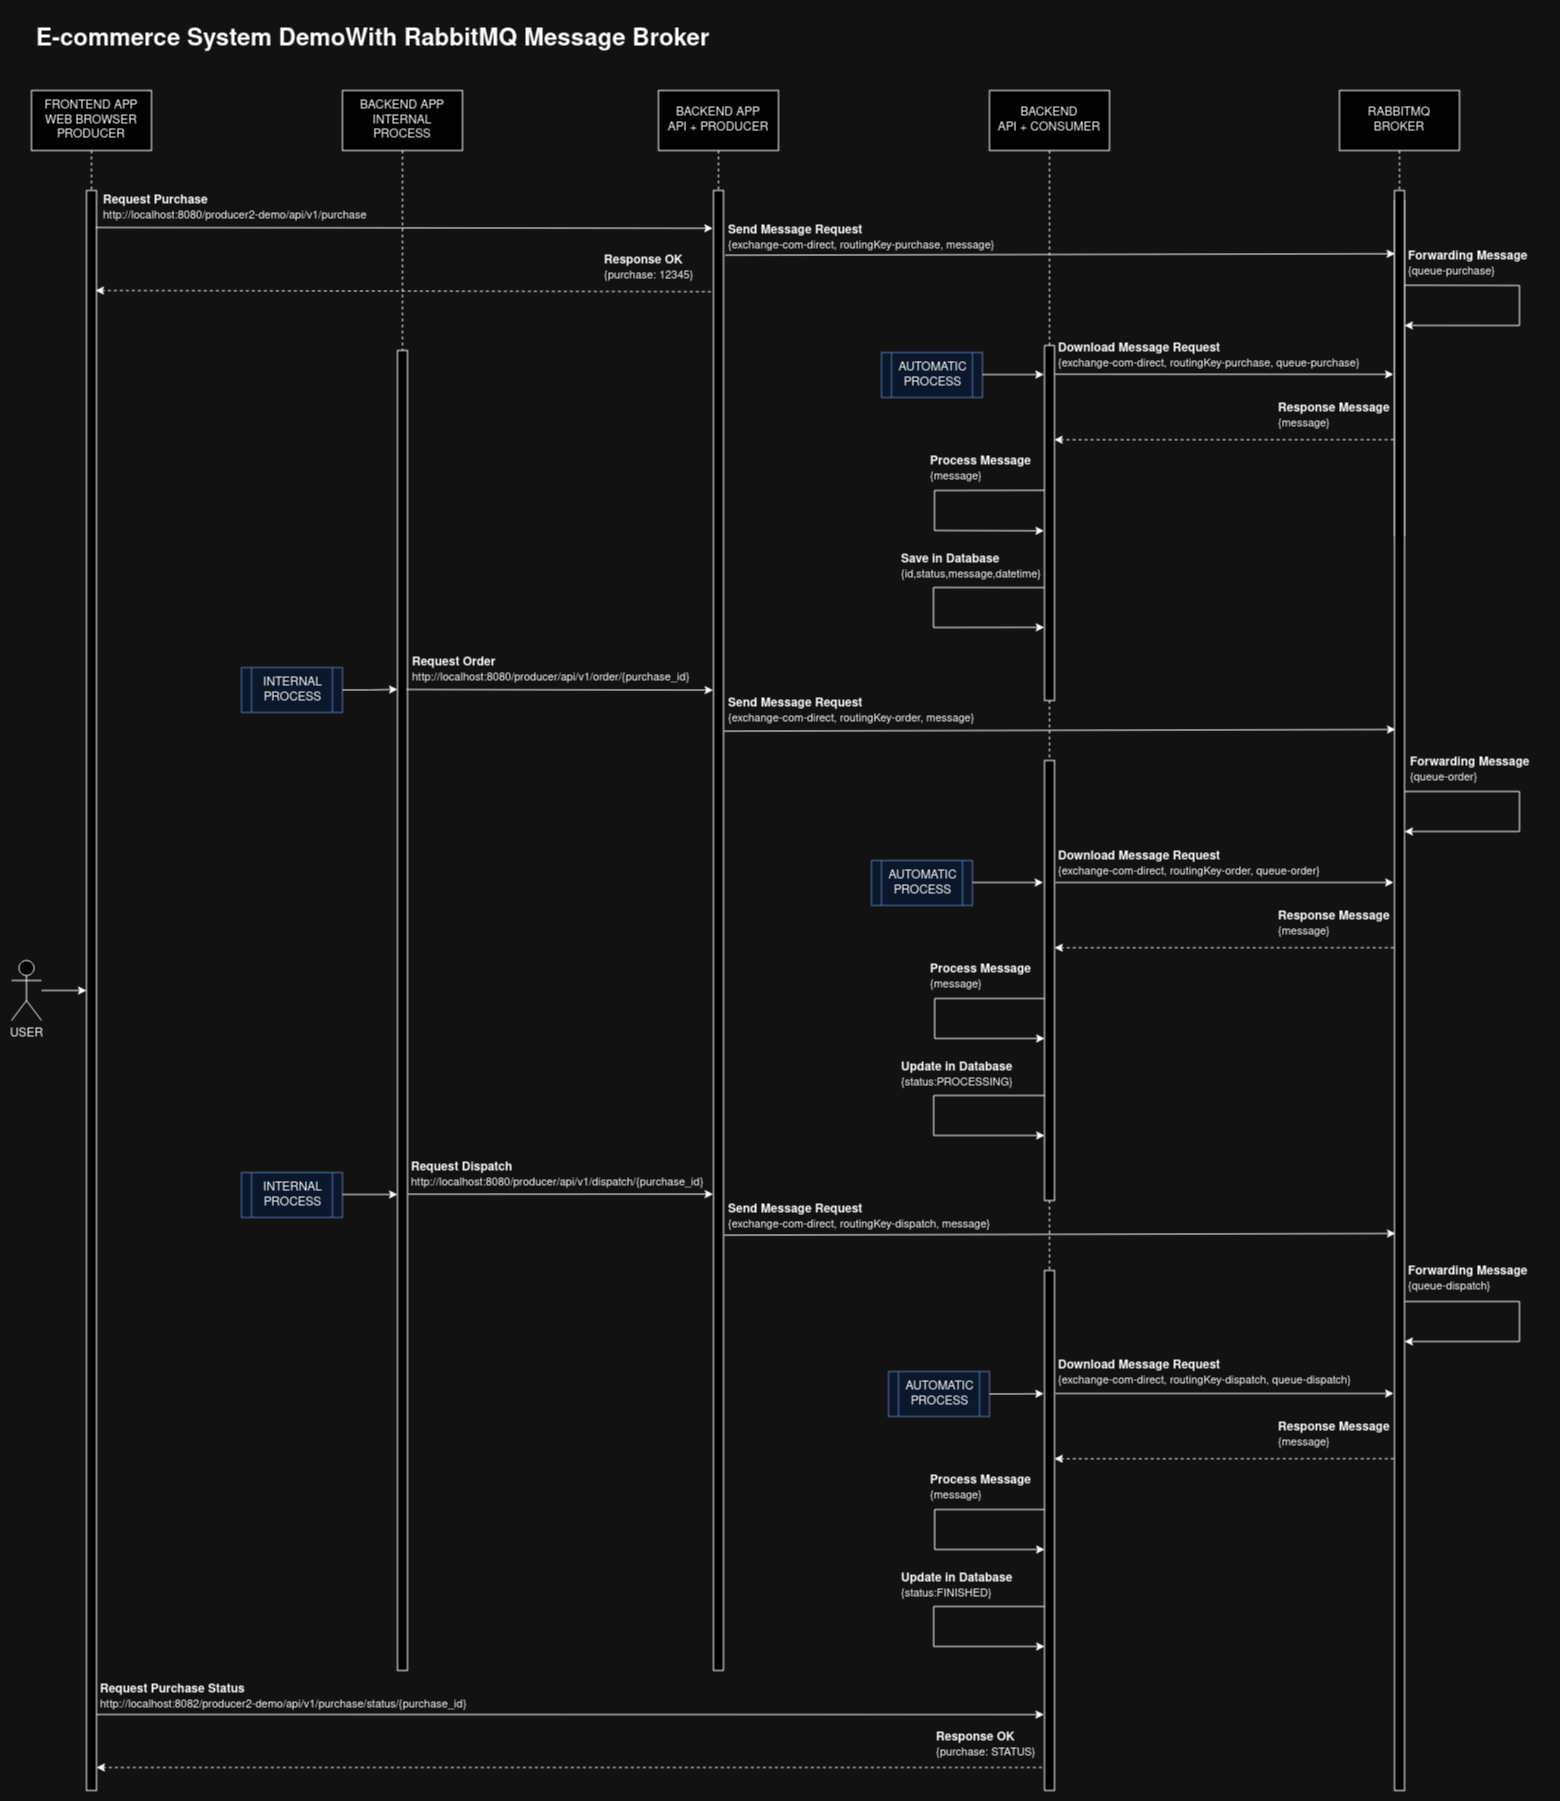 E-commerce System DemoWith RabbitMQ Message Broker
FRONTEND APP
WEB BROWSER
PRODUCER
BACKEND APP
INTERNAL
PROCESS
BACKEND APP
API + PRODUCER
BACKEND
API + CONSUMER
RABBITMQ
BROKER
Request Purchase
http://localhost:8080/producer2-demo/api/v1/purchase
Send Message Request
{exchange-com-direct, routingKey-purchase, message}
Response OK
{purchase: 12345}
Forwarding Message
{queue-purchase}
AUTOMATIC
PROCESS
Download Message Request
{exchange-com-direct, routingKey-purchase, queue-purchase}
Response Message
{message}
Process Message
{message}
Save in Database
{id,status,message,datetime}
INTERNAL
PROCESS
Request Order
http://localhost:8080/producer/api/v1/order/{purchase_id}
Send Message Request
{exchange-com-direct, routingKey-order, message}
Forwarding Message
{queue-order}
AUTOMATIC
PROCESS
Download Message Request
{exchange-com-direct, routingKey-order, queue-order}
Response Message
{message}
Process Message
{message}
USER
Update in Database
{status:PROCESSING}
INTERNAL
PROCESS
Request Dispatch
http://localhost:8080/producer/api/v1/dispatch/{purchase_id}
Send Message Request
{exchange-com-direct, routingKey-dispatch, message}
Forwarding Message
{queue-dispatch}
AUTOMATIC
PROCESS
Download Message Request
{exchange-com-direct, routingKey-dispatch, queue-dispatch}
Response Message
{message}
Process Message
{message}
Update in Database
{status:FINISHED}
Request Purchase Status
http://localhost:8082/producer2-demo/api/v1/purchase/status/{purchase_id}
Response OK
{purchase: STATUS}